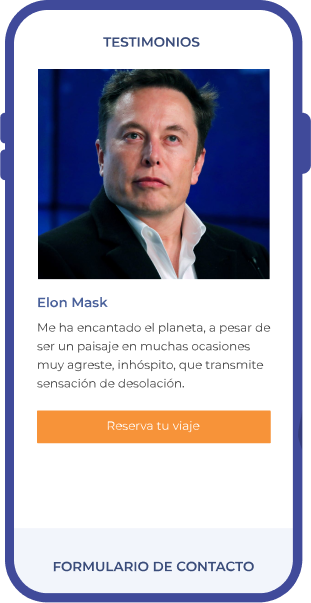 TESTIMONIOS
Elon Mask
Me ha encantado el planeta, a pesar de
ser un paisaje en muchas ocasiones
muy agreste, inhóspito, que transmite
sensación de desolación.
Reserva tu viaje
FORMULARIO DE CONTACTO